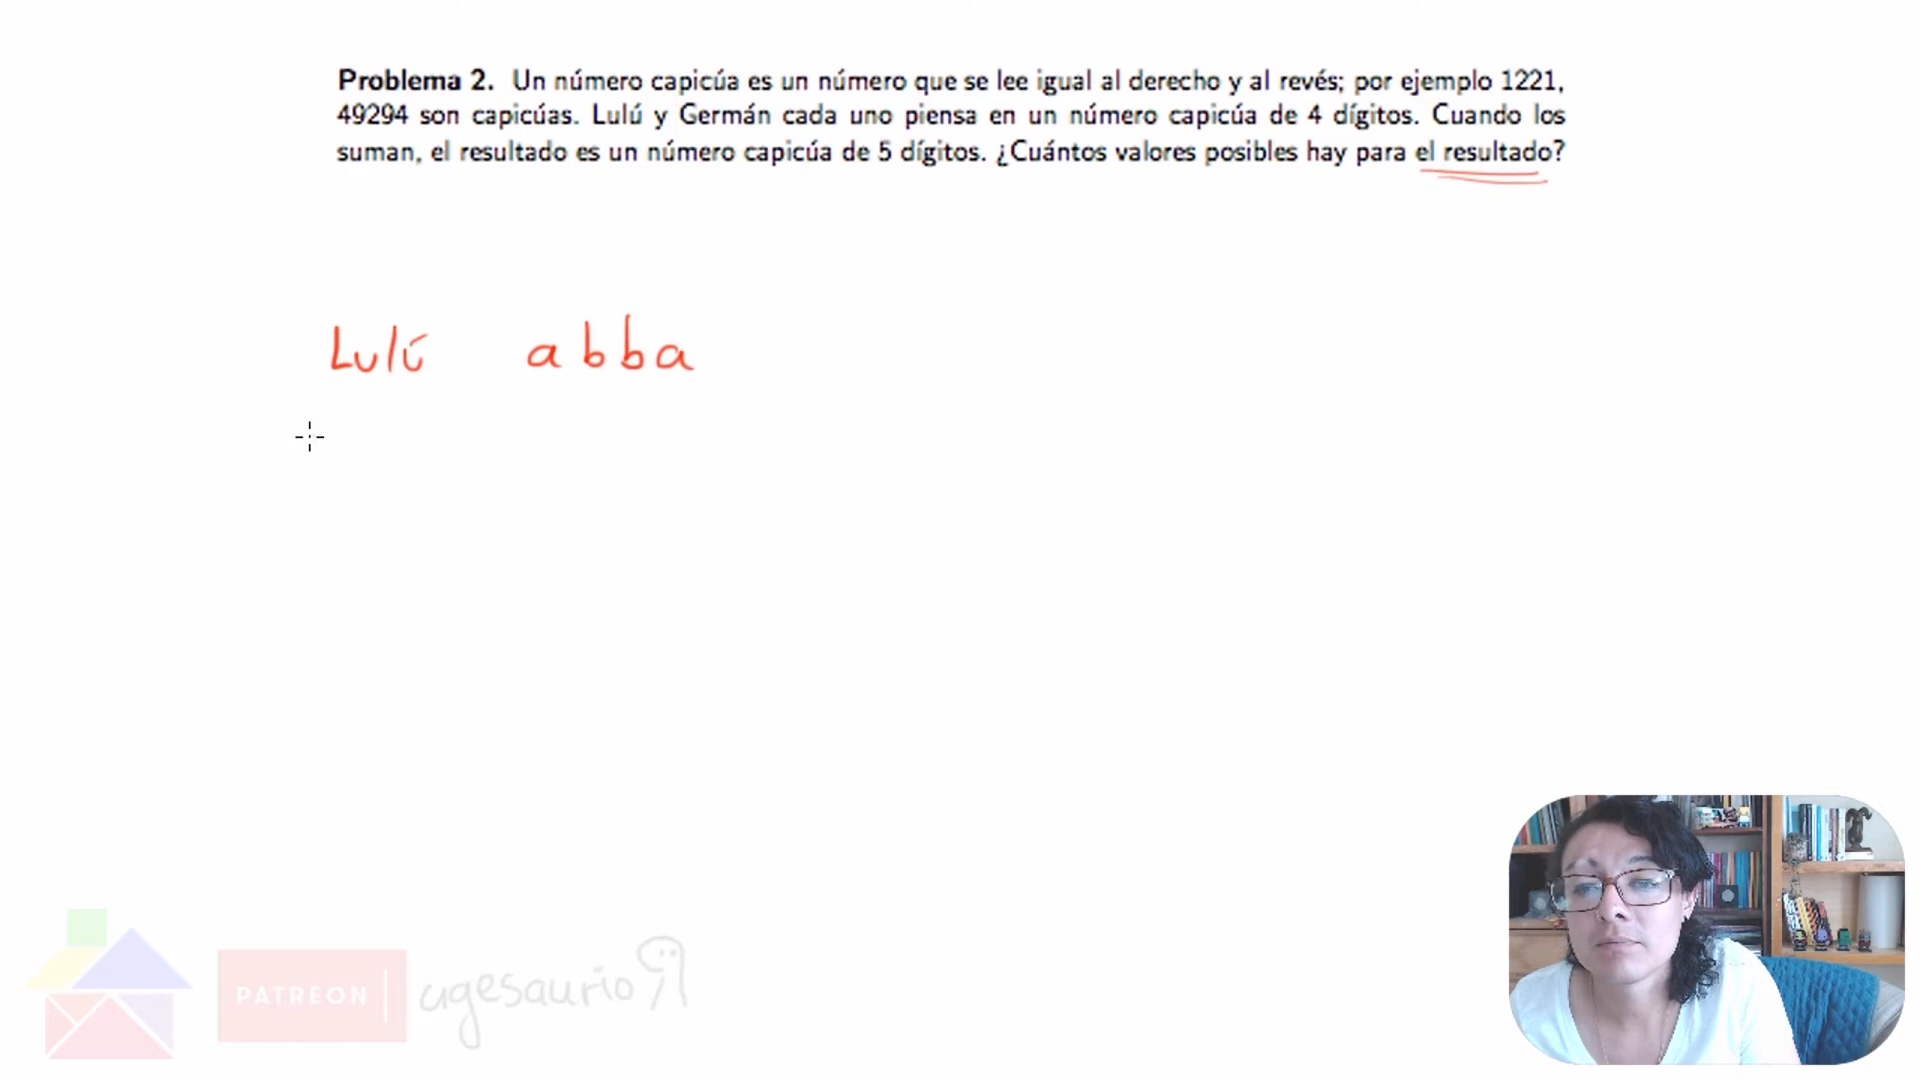 Problema 2. Un número capicúa es un número que se lee igual al derecho y al revés; por ejemplo 1221,
49294 son capicúas. Lulú y Germán cada uno piensa en un número capicúa de 4 dígitos. Cuando los
suman, el resultado es un número capicúa de 5 dígitos. ¿Cuántos valores posibles hay para el resultado?
Lulú abba
PATREON | agesaurio